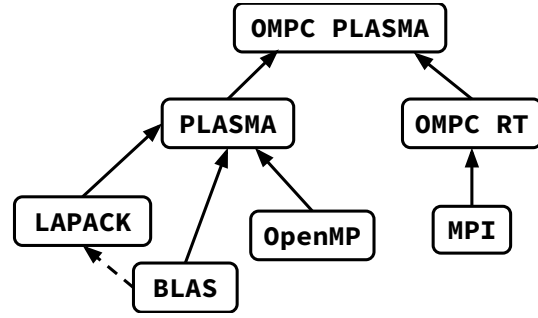 OMPC PLASMA
PLASMA
OMPC RT
LAPACK
OpenMP
MPI
BLAS